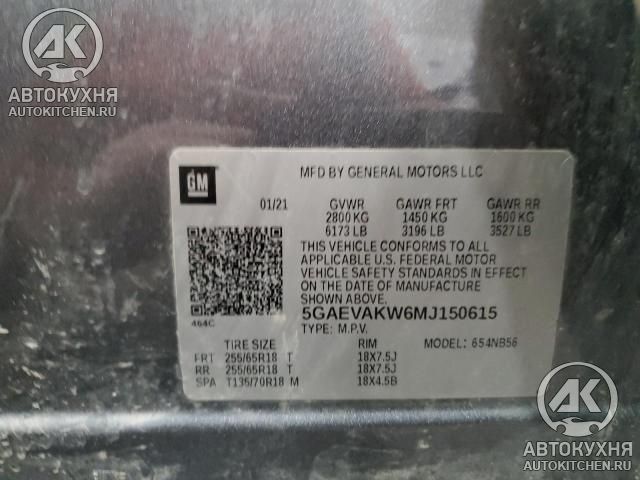 AK
АВТОКУХНЯ
AUTOKITCHEN.RU
GM
MFD BY GENERAL MOTORS LLC
01/21 GVWR GAWR FRT GAWR RR
2800 KG 1450 KG 1600 KG
6173 LB 3196 LB 3527 LB
THIS VEHICLE CONFORMS TO ALL
APPLICABLE U.S. FEDERAL MOTOR
VEHICLE SAFETY STANDARDS IN EFFECT
ON THE DATE OF MANUFACTURE
SHOWN ABOVE.
464C
5GAEVAKW6MJ150615
TYPE: M.P.V.
TIRE SIZE RIM MODEL: 654NB56
FRT 255/65R18 T 18X7.5J
RR 255/65R18 T 18X7.5J
SPA T135/70R18 M 18X4.5B
AK
АВТОКУХНЯ
AUTOKITCHEN.RU